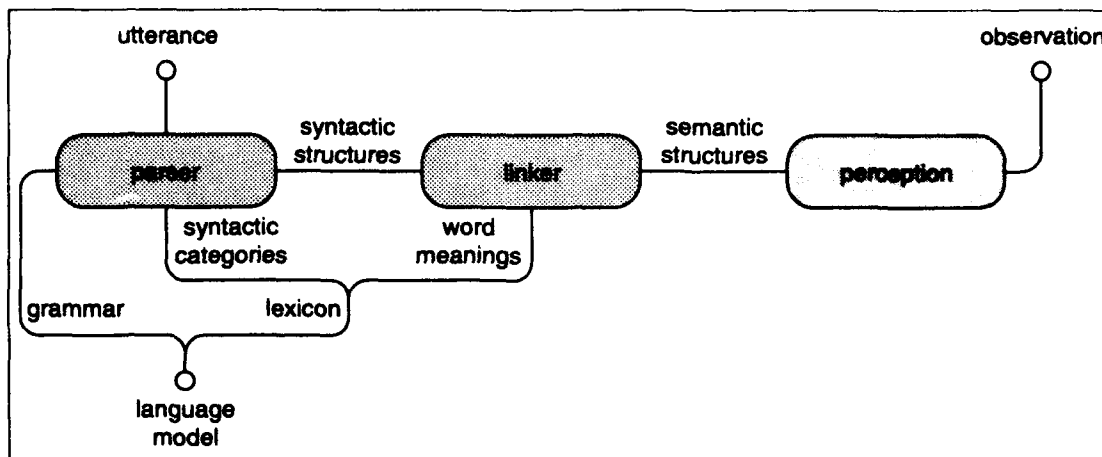 utterance
observation
syntactic
structures
semantic
structures
parser
linker
perception
syntactic
categories
word
meanings
grammar
lexicon
language
model